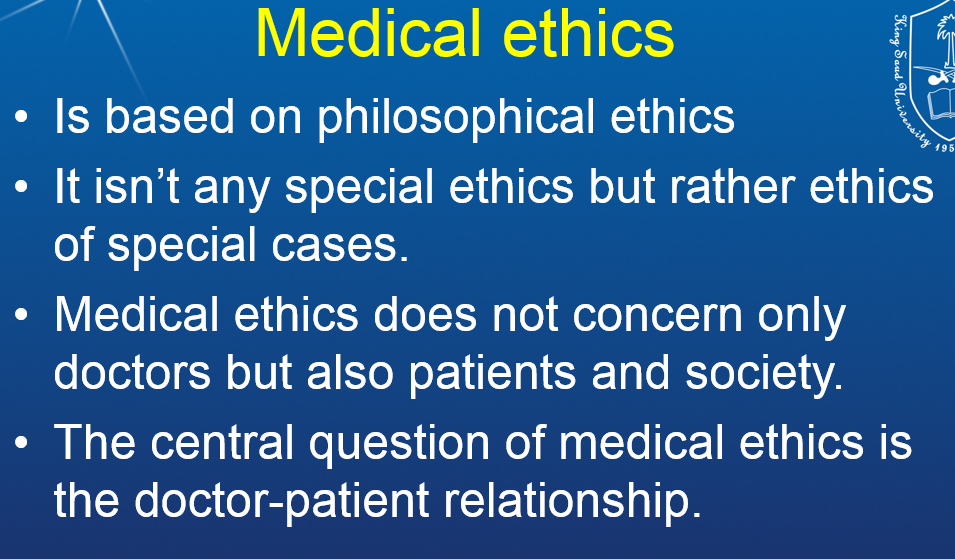 Medical ethics
• Is based on philosophical ethics
• It isn’t any special ethics but rather ethics
of special cases.
• Medical ethics does not concern only
doctors but also patients and society.
• The central question of medical ethics is
the doctor-patient relationship.
King Saud University 195